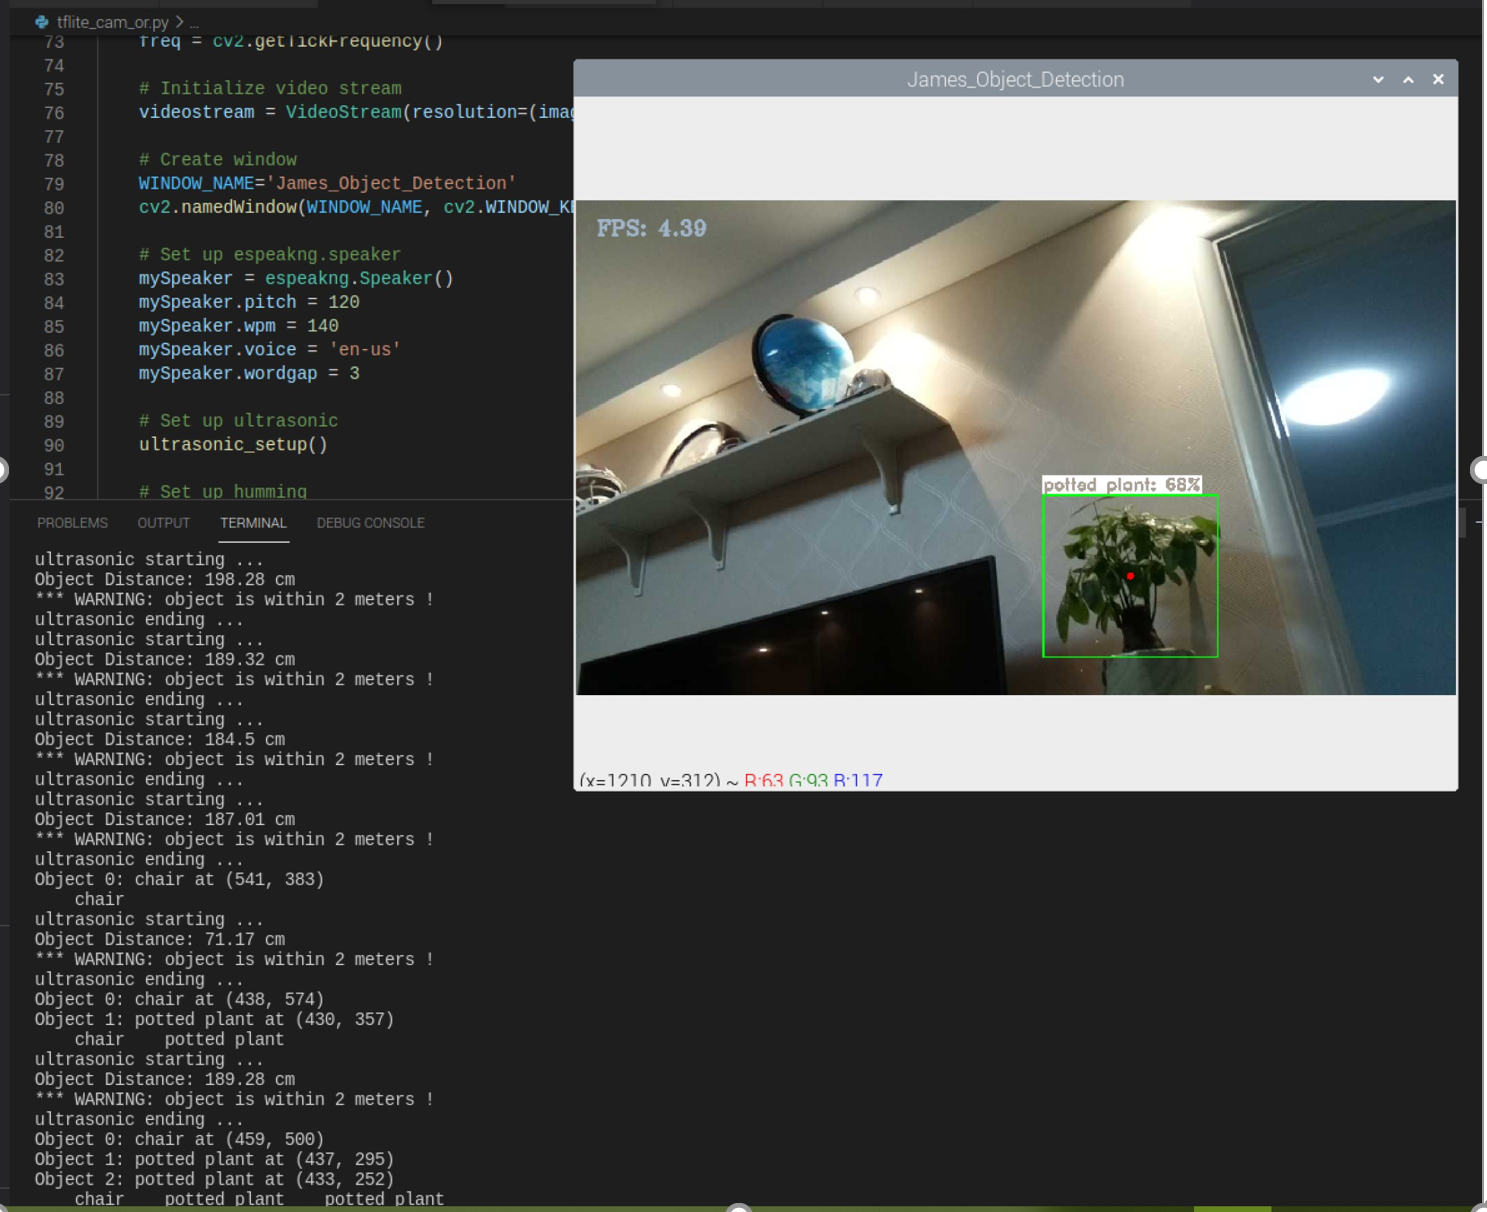 tflite_cam_or.py > ...
73 freq = cv2.getTickFrequency()
74
75 # Initialize video stream
76 videostream = VideoStream(resolution=(imag
77
78 # Create window
79 WINDOW_NAME='James_Object_Detection'
80 cv2.namedWindow(WINDOW_NAME, cv2.WINDOW_KE
81
82 # Set up espeakng.speaker
83 mySpeaker = espeakng.Speaker()
84 mySpeaker.pitch = 120
85 mySpeaker.wpm = 140
86 mySpeaker.voice = 'en-us'
87 mySpeaker.wordgap = 3
88
89 # Set up ultrasonic
90 ultrasonic_setup()
91
92 # Set up humming
James_Object_Detection
FPS: 4.39
potted plant: 68%
(x=1210, y=312) ~ R:63 G:93 B:117
PROBLEMS OUTPUT TERMINAL DEBUG CONSOLE
ultrasonic starting ...
Object Distance: 198.28 cm
*** WARNING: object is within 2 meters !
ultrasonic ending ...
ultrasonic starting ...
Object Distance: 189.32 cm
*** WARNING: object is within 2 meters !
ultrasonic ending ...
ultrasonic starting ...
Object Distance: 184.5 cm
*** WARNING: object is within 2 meters !
ultrasonic ending ...
ultrasonic starting ...
Object Distance: 187.01 cm
*** WARNING: object is within 2 meters !
ultrasonic ending ...
Object 0: chair at (541, 383)
chair
ultrasonic starting ...
Object Distance: 71.17 cm
*** WARNING: object is within 2 meters !
ultrasonic ending ...
Object 0: chair at (438, 574)
Object 1: potted plant at (430, 357)
chair potted plant
ultrasonic starting ...
Object Distance: 189.28 cm
*** WARNING: object is within 2 meters !
ultrasonic ending ...
Object 0: chair at (459, 500)
Object 1: potted plant at (437, 295)
Object 2: potted plant at (433, 252)
chair potted plant potted plant